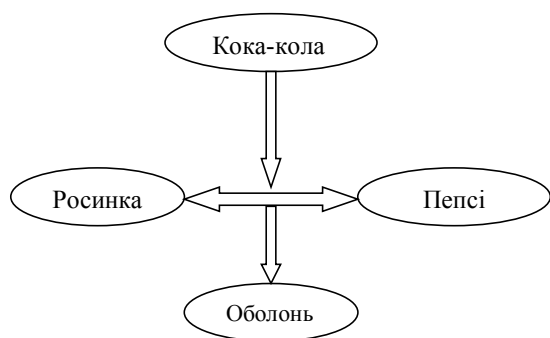 Кока-кола
Росинка
Пепсі
Оболонь